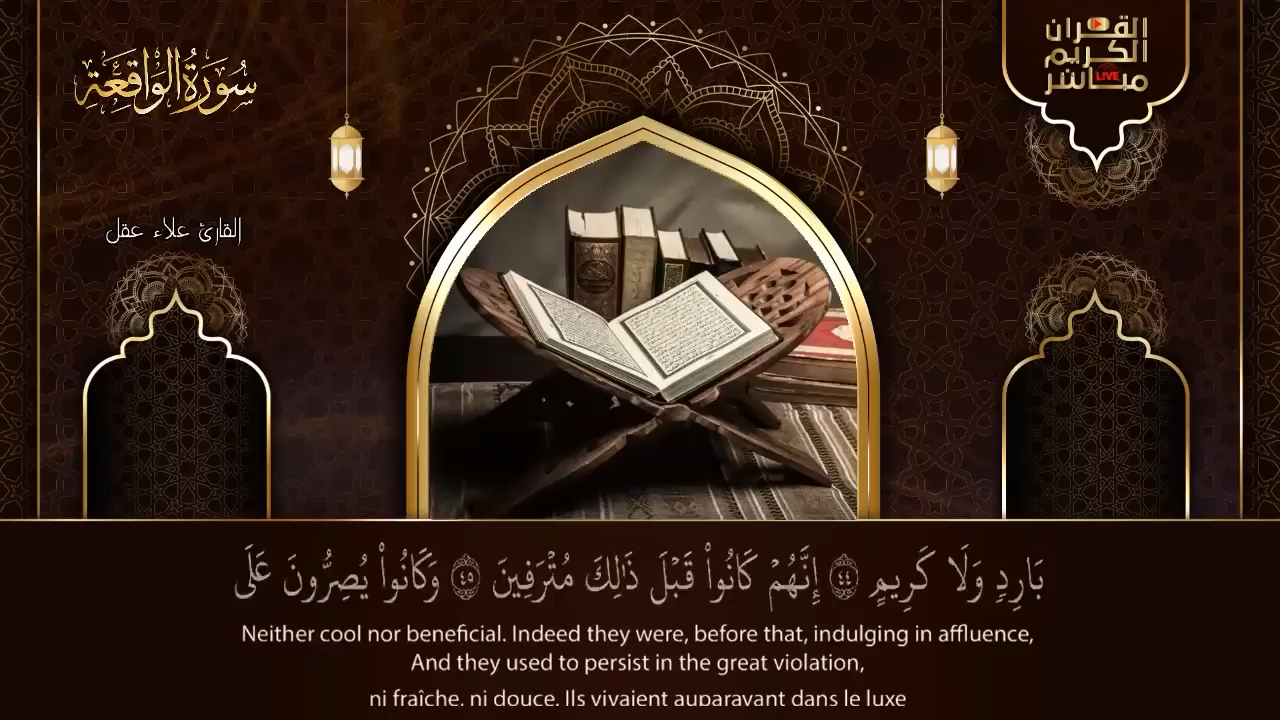 سُورَةُ الوَاقِعَة
القرآن
الكريم
مباشر
LIVE
القارئ علاء عقل
بَارِدٍ وَلَا كَرِيمٍ ٤٤ إِنَّهُمْ كَانُوا۟ قَبْلَ ذَٰلِكَ مُتْرَفِينَ ٤٥ وَكَانُوا۟ يُصِرُّونَ عَلَى
Neither cool nor beneficial. Indeed they were, before that, indulging in affluence,
And they used to persist in the great violation,
ni fraîche, ni douce. Ils vivaient auparavant dans le luxe